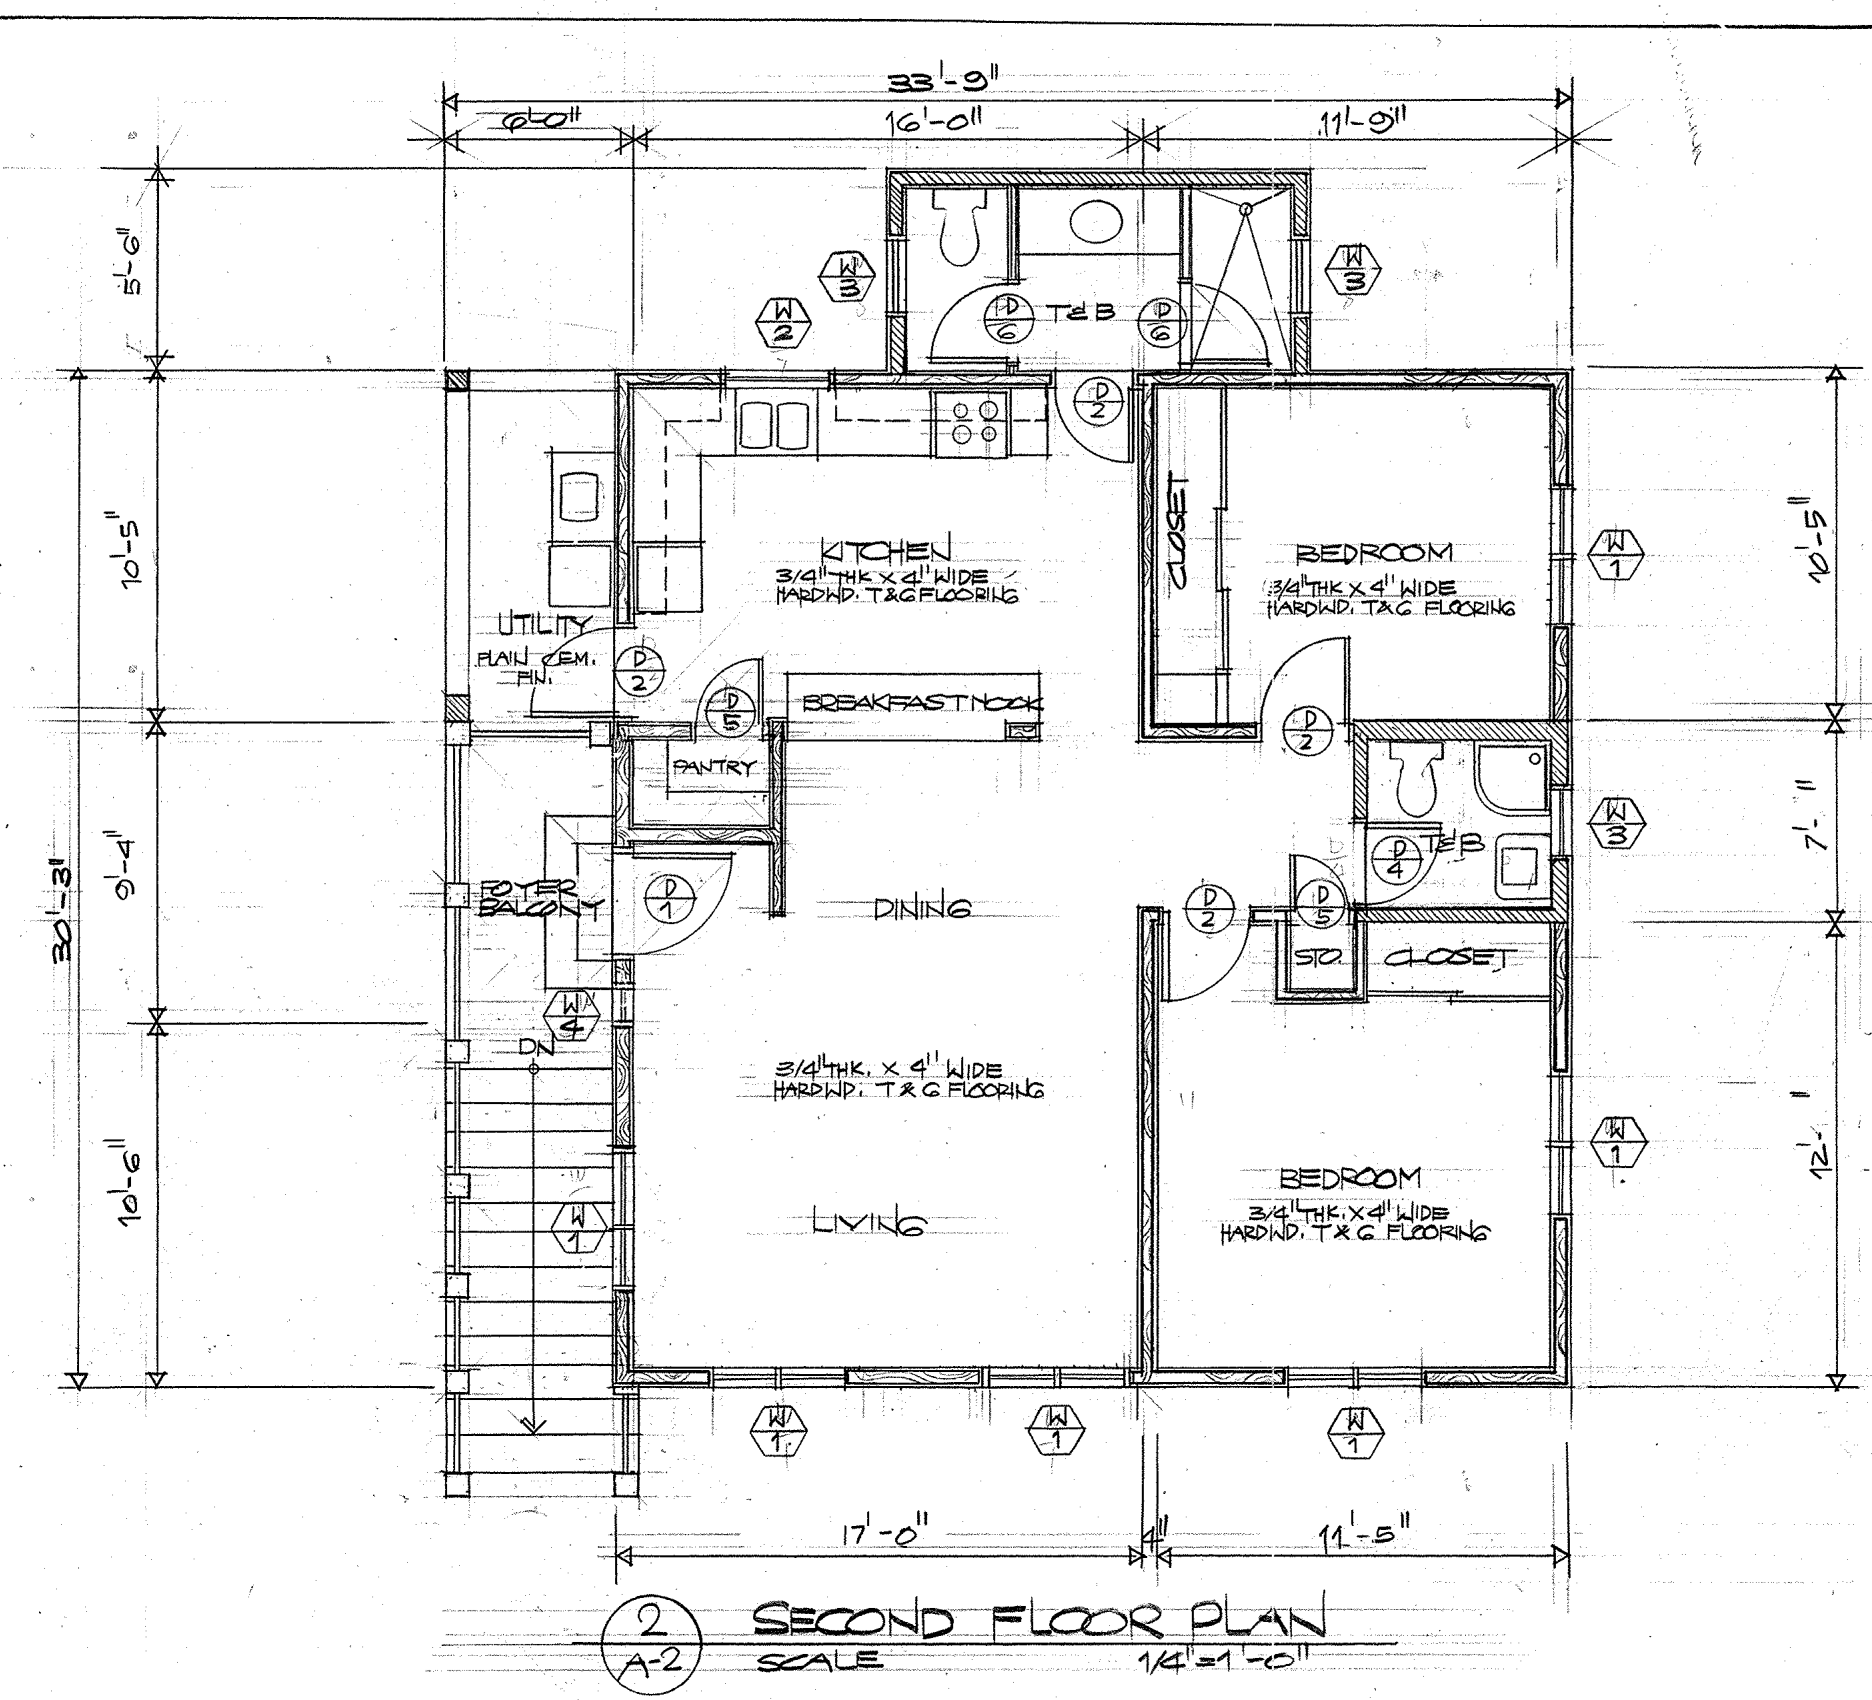 33'-9"
6'-0"
16'-0"
11'-9"
5'-6"
W
3
W
2
D
6
T&B
D
6
W
3
D
2
10'-5"
CLOSET
KITCHEN
3/4" THK X 4" WIDE
HARDWD. T&G FLOORING
BEDROOM
3/4" THK X 4" WIDE
HARDWD. T&G FLOORING
W
1
10'-5"
UTILITY
PLAIN CEM.
FIN.
D
2
D
5
BREAKFAST NOOK
D
2
PANTRY
30'-3"
9'-4"
FOYER
BALCONY
D
1
DINING
D
2
D
5
D
4
T&B
W
3
7'- "
STO.
CLOSET
W
4
DN
3/4" THK. X 4" WIDE
HARDWD. T & G FLOORING
10'-6"
W
1
LIVING
BEDROOM
3/4" THK. X 4" WIDE
HARDWD. T & G FLOORING
W
1
12'- "
W
1
W
1
W
1
17'-0"
4"
11'-5"
2
A-2
SECOND FLOOR PLAN
SCALE 1/4"=1'-0"